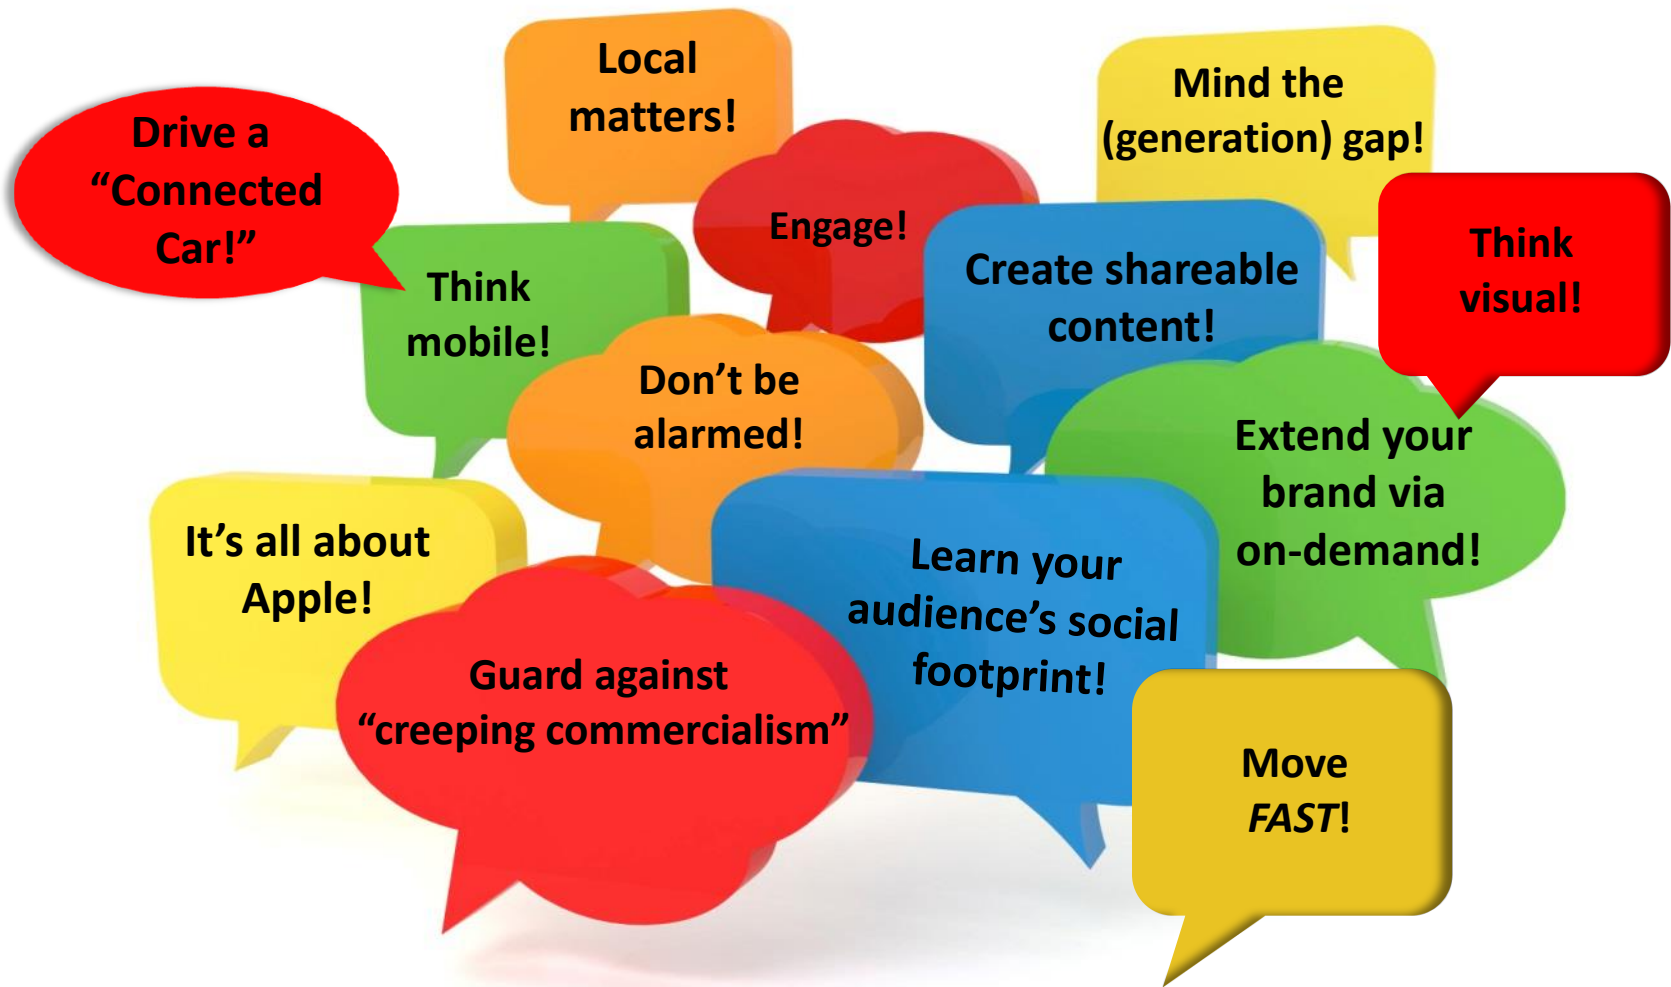 Local
matters!
Mind the
(generation) gap!
Drive a
“Connected
Car!”
Engage!
Think
visual!
Create shareable
content!
Think
mobile!
Don’t be
alarmed!
Extend your
brand via
on-demand!
It’s all about
Apple!
Learn your
audience’s social
footprint!
Guard against
“creeping commercialism”
Move
FAST!